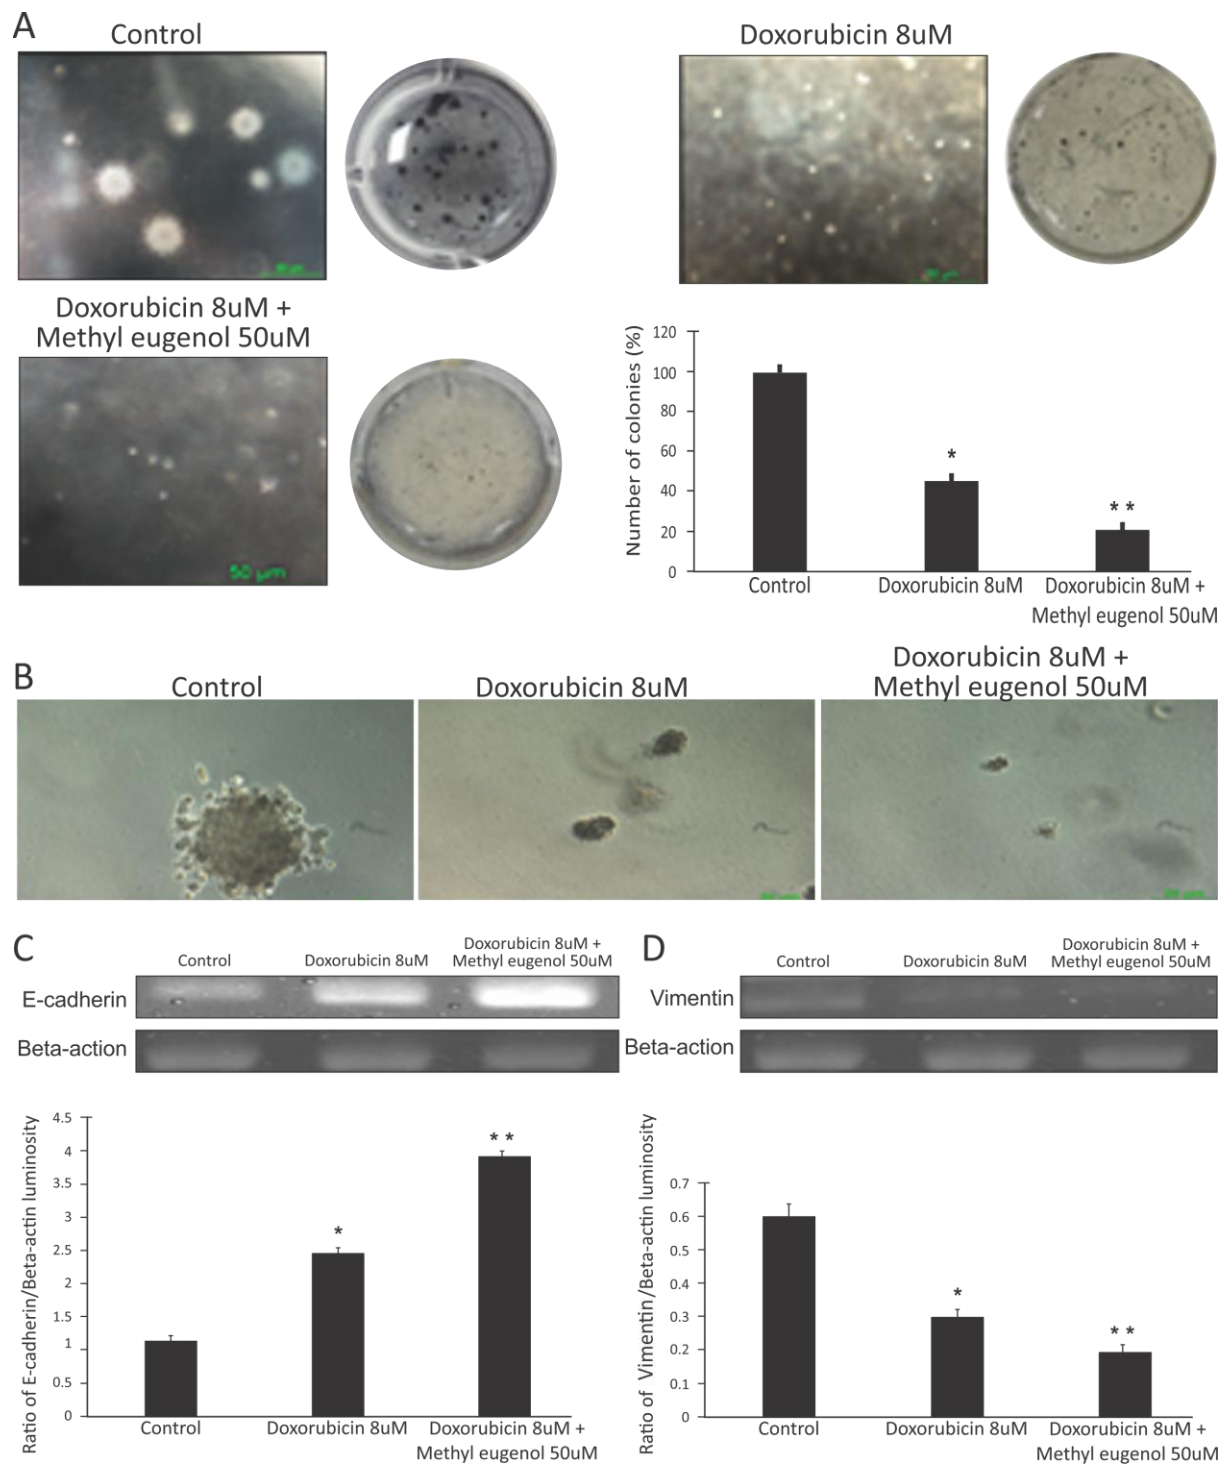 A
Control
Doxorubicin 8uM
Doxorubicin 8uM +
Methyl eugenol 50uM
50 µm
Number of colonies (%)
120
100
80
60
40
20
0
*
* *
Control
Doxorubicin 8uM
Doxorubicin 8uM +
Methyl eugenol 50uM
B
Control
Doxorubicin 8uM
Doxorubicin 8uM +
Methyl eugenol 50uM
C
Control
Doxorubicin 8uM
Doxorubicin 8uM +
Methyl eugenol 50uM
E-cadherin
Beta-action
Ratio of E-cadherin/Beta-actin luminosity
4.5
4
3.5
3
2.5
2
1.5
1
0.5
0
*
* *
Control
Doxorubicin 8uM
Doxorubicin 8uM +
Methyl eugenol 50uM
D
Control
Doxorubicin 8uM
Doxorubicin 8uM +
Methyl eugenol 50uM
Vimentin
Beta-action
Ratio of Vimentin/Beta-actin luminosity
0.7
0.6
0.5
0.4
0.3
0.2
0.1
0
*
* *
Control
Doxorubicin 8uM
Doxorubicin 8uM +
Methyl eugenol 50uM